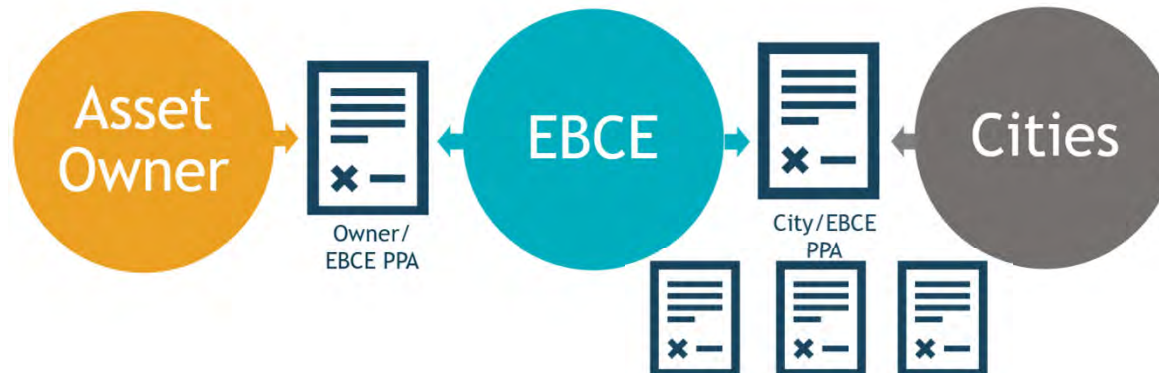 Asset
Owner
Owner/
EBCE PPA
EBCE
City/EBCE
PPA
Cities